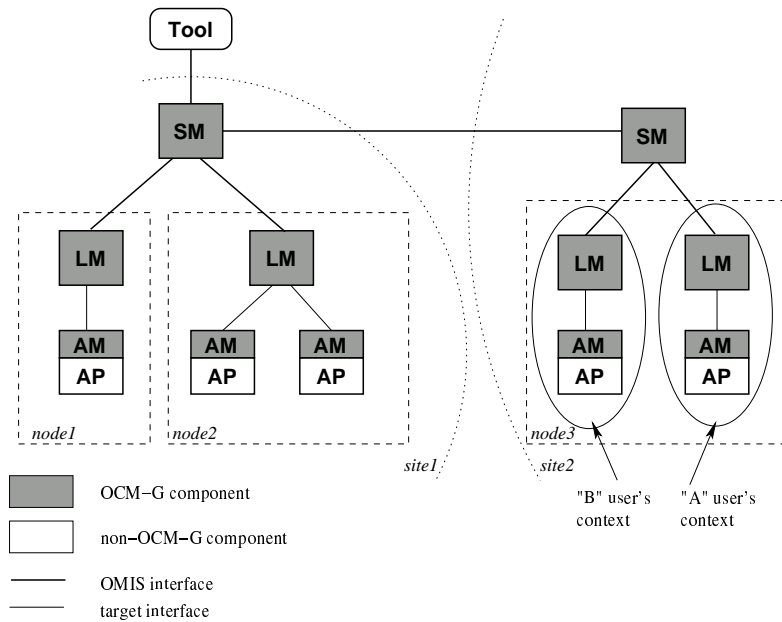 Tool
SM
SM
LM
LM
LM
LM
AM
AM
AM
AM
AM
AP
AP
AP
AP
AP
node1
node2
node3
site1
site2
"B" user's
context
"A" user's
context
OCM-G component
non-OCM-G component
OMIS interface
target interface